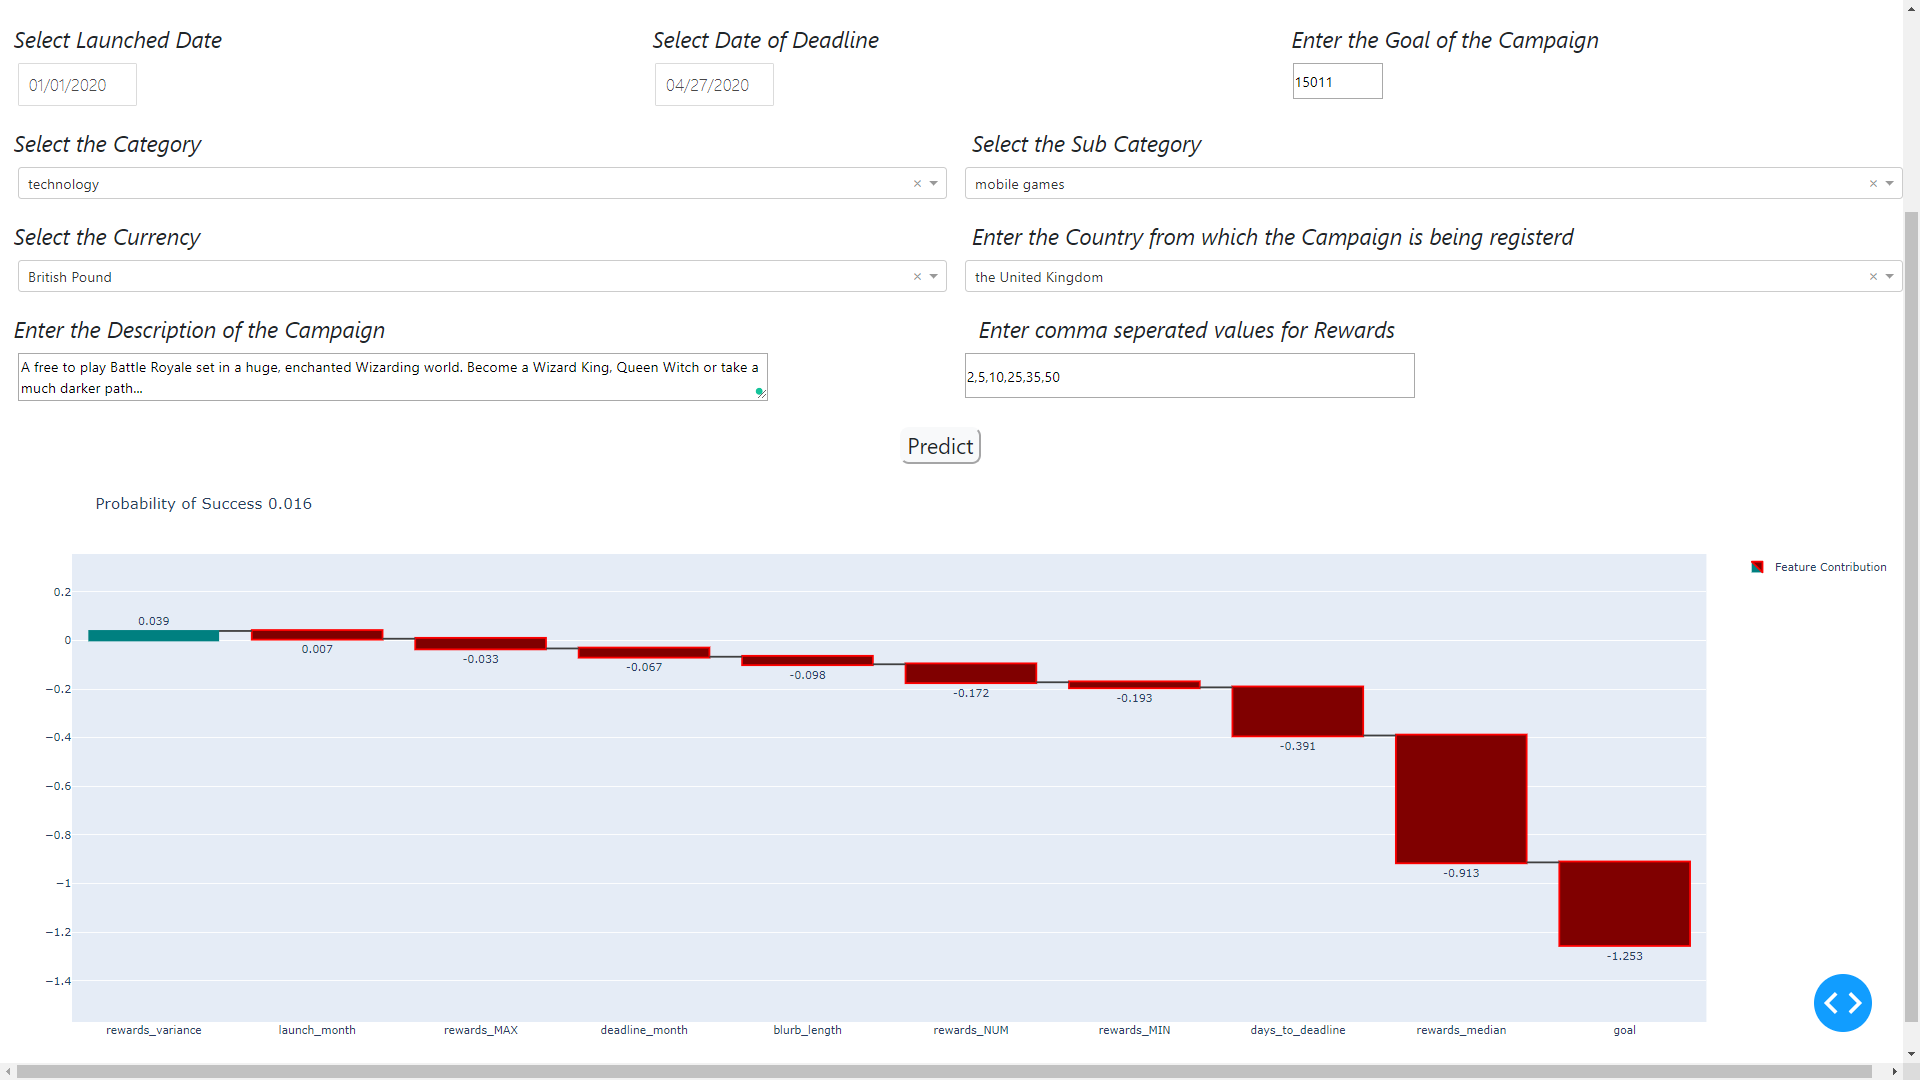 Select Launched Date
Select Date of Deadline
Enter the Goal of the Campaign
01/01/2020
04/27/2020
15011
Select the Category
Select the Sub Category
technology
mobile games
Select the Currency
Enter the Country from which the Campaign is being registerd
British Pound
the United Kingdom
Enter the Description of the Campaign
Enter comma seperated values for Rewards
A free to play Battle Royale set in a huge, enchanted Wizarding world. Become a Wizard King, Queen Witch or take a
much darker path...
2,5,10,25,35,50
Predict
Probability of Success 0.016
Feature Contribution
0.2
0
−0.2
−0.4
−0.6
−0.8
−1
−1.2
−1.4
0.039
0.007
-0.033
-0.067
-0.098
-0.172
-0.193
-0.391
-0.913
-1.253
rewards_variance
launch_month
rewards_MAX
deadline_month
blurb_length
rewards_NUM
rewards_MIN
days_to_deadline
rewards_median
goal